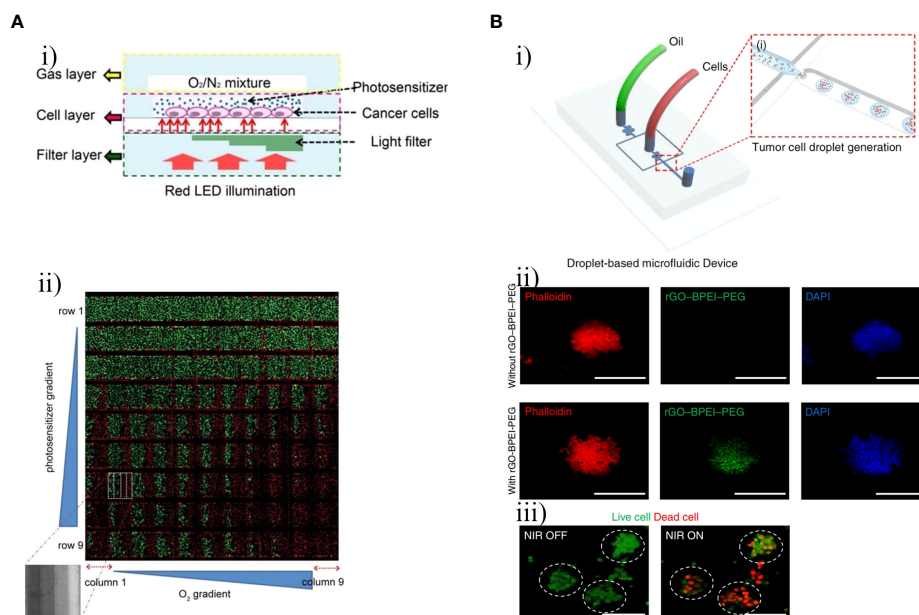 A
i)
Gas layer
O₂/N₂ mixture
Photosensitizer
Cell layer
Cancer cells
Light filter
Filter layer
Red LED illumination
ii)
row 1
photosensitizer gradient
row 9
column 1
column 9
O₂ gradient
B
i)
Oil
Cells
(i)
Tumor cell droplet generation
Droplet-based microfluidic Device
ii)
Without rGO–BPEI–PEG
Phalloidin
rGO–BPEI–PEG
DAPI
With rGO-BPEI-PEG
Phalloidin
rGO-BPEI-PEG
DAPI
iii)
Live cell Dead cell
NIR OFF
NIR ON